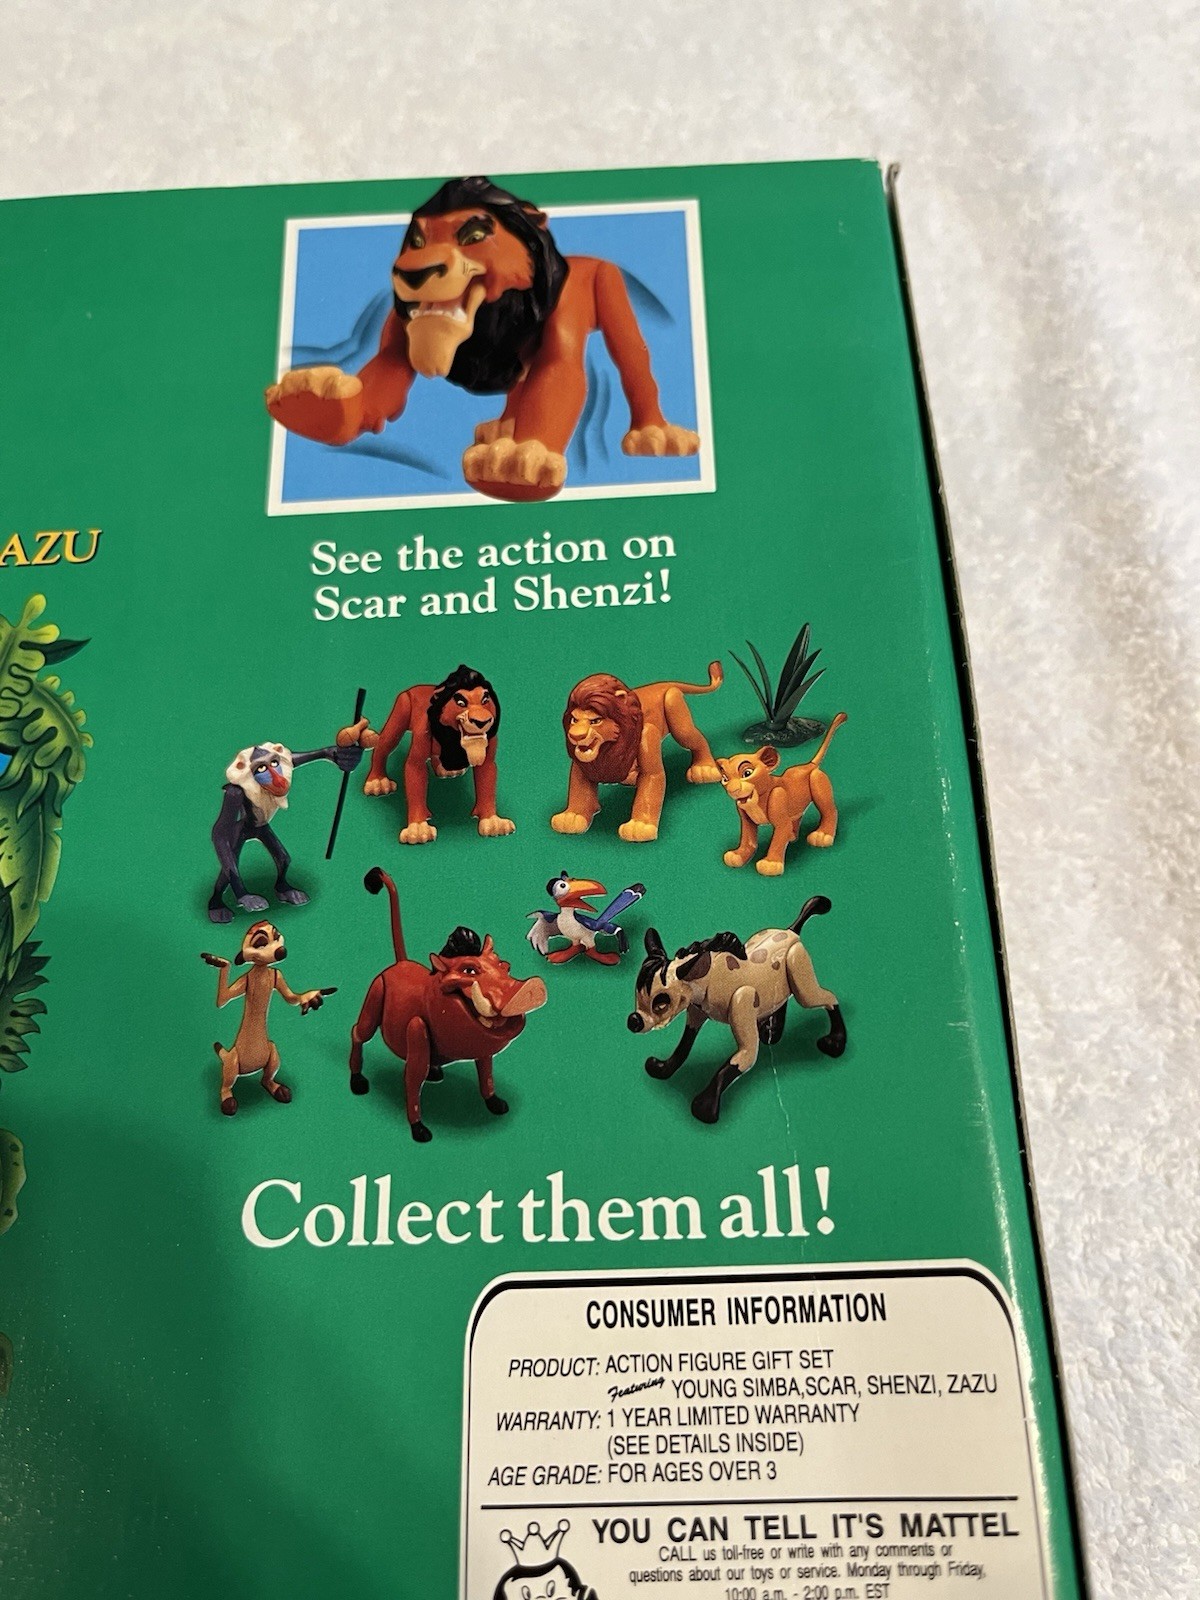 AZU
See the action on
Scar and Shenzi!
Collect them all!
CONSUMER INFORMATION
PRODUCT: ACTION FIGURE GIFT SET
Featuring YOUNG SIMBA,SCAR, SHENZI, ZAZU
WARRANTY: 1 YEAR LIMITED WARRANTY
(SEE DETAILS INSIDE)
AGE GRADE: FOR AGES OVER 3
YOU CAN TELL IT'S MATTEL
CALL us toll-free or write with any comments or
questions about our toys or service. Monday through Friday,
10:00 a.m. - 2:00 p.m. EST